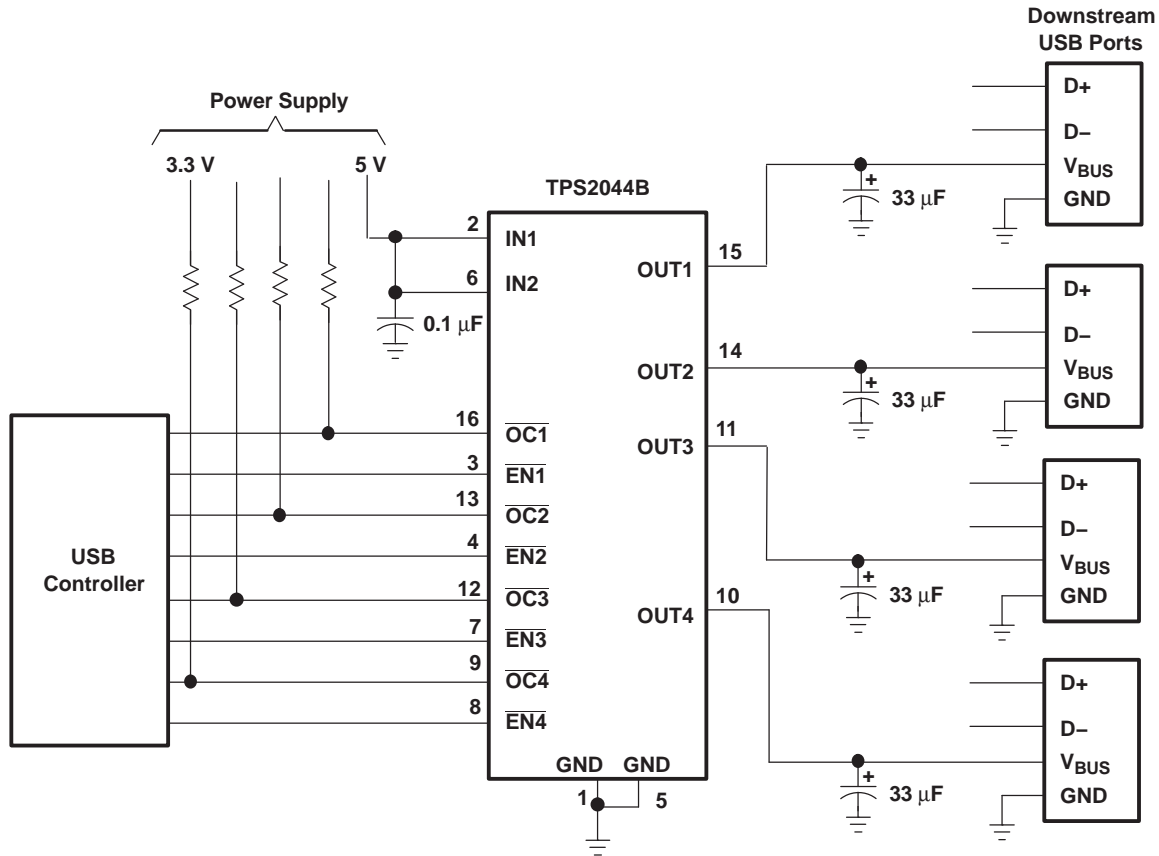 Downstream
USB Ports
Power Supply
3.3 V
5 V
TPS2044B
2
IN1
6
IN2
0.1 μF
16
OC1
3
EN1
13
OC2
4
EN2
12
OC3
7
EN3
9
OC4
8
EN4
USB
Controller
GND
GND
1
5
OUT1
15
OUT2
14
OUT3
11
OUT4
10
+
33 μF
D+
D−
VBUS
GND
+
33 μF
D+
D−
VBUS
GND
+
33 μF
D+
D−
VBUS
GND
+
33 μF
D+
D−
VBUS
GND